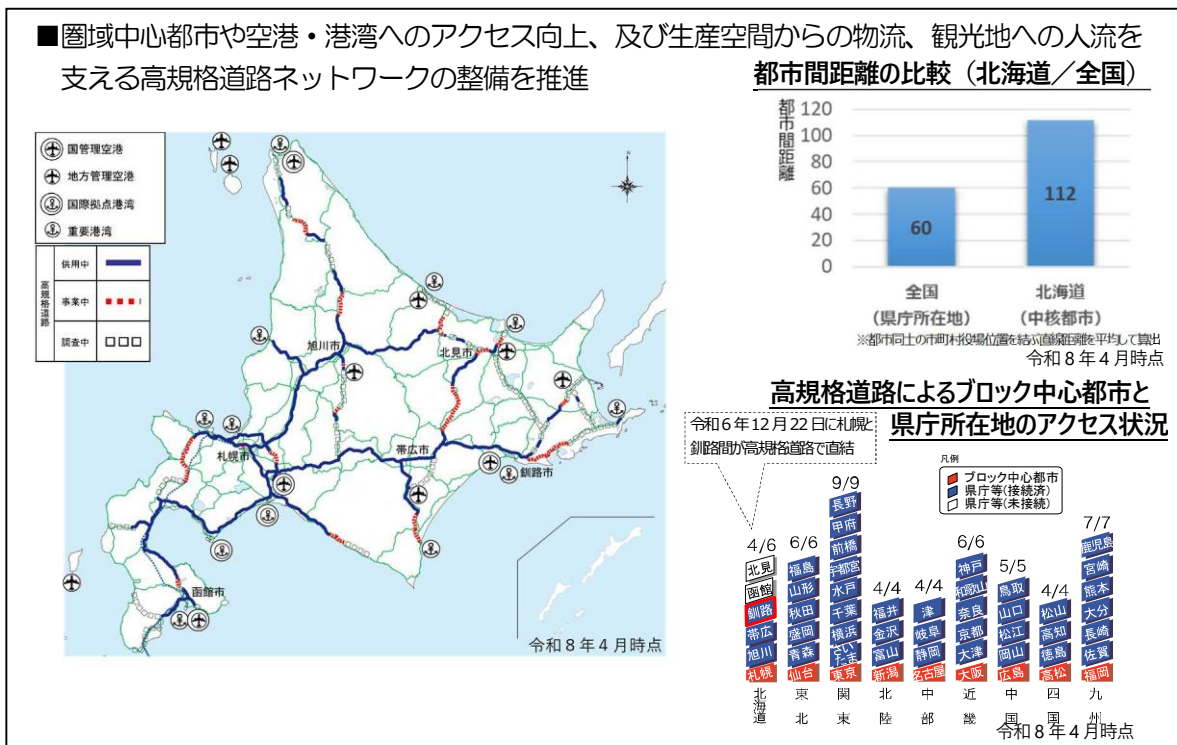 ■圏域中心都市や空港・港湾へのアクセス向上、及び生産空間からの物流、観光地への人流を
支える高規格道路ネットワークの整備を推進
国管理空港
地方管理空港
国際拠点港湾
重要港湾
高規格道路
供用中
事業中
調査中
旭川市
北見市
札幌市
帯広市
釧路市
函館市
令和8年4月時点
都市間距離の比較（北海道／全国）
都市間距離
120
100
80
60
40
20
0
60
112
全国
（県庁所在地）
北海道
（中核都市）
※都市同士の市町村役場位置を結ぶ直線距離を平均して算出
令和8年4月時点
高規格道路によるブロック中心都市と
県庁所在地のアクセス状況
令和6年12月22日に札幌と
釧路間が高規格道路で直結
凡例
ブロック中心都市
県庁等(接続済)
県庁等(未接続)
4/6
北見
函館
釧路
帯広
旭川
札幌
北海道
6/6
福島
山形
秋田
盛岡
青森
仙台
東北
9/9
長野
甲府
前橋
宇都宮
水戸
千葉
横浜
さいたま
東京
関東
4/4
福井
金沢
富山
新潟
北陸
4/4
津
岐阜
静岡
名古屋
中部
6/6
神戸
和歌山
奈良
京都
大津
大阪
近畿
5/5
鳥取
山口
松江
岡山
広島
中国
4/4
松山
高知
徳島
高松
四国
7/7
鹿児島
宮崎
熊本
大分
長崎
佐賀
福岡
九州
令和8年4月時点